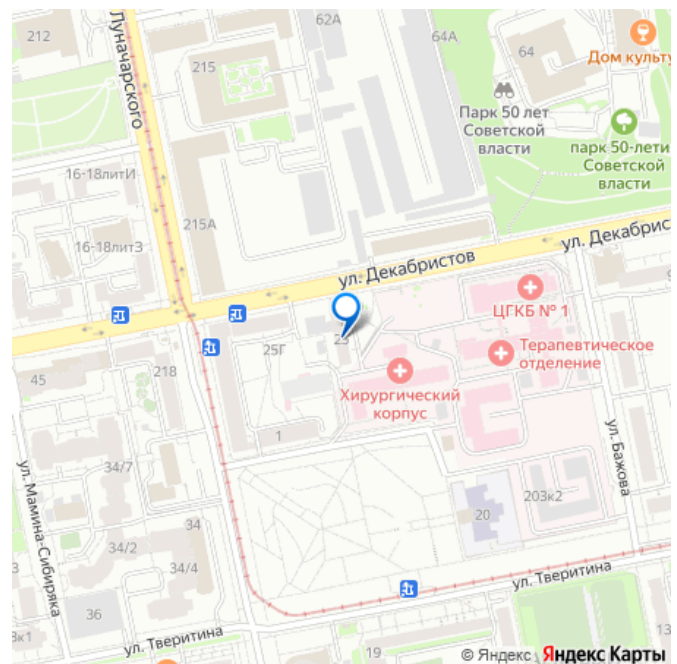 62А
212
64А
64
215
Дом культу
Луначарского
Парк 50 лет
Советской
власти
парк 50-лети
Советской
власти
16-18литИ
215А
16-18литЗ
ул. Декабристов
ул. Декабрис
ЦГКБ № 1
23
25Г
Терапевтическое
отделение
Хирургический
корпус
218
45
1
34/7
ул. Бажова
ул. Мамина-Сибиряка
203к2
20
34
34/2
34/4
ул. Тверитина
36
ул. Тверитина
19
13
© Яндекс Яндекс Карты